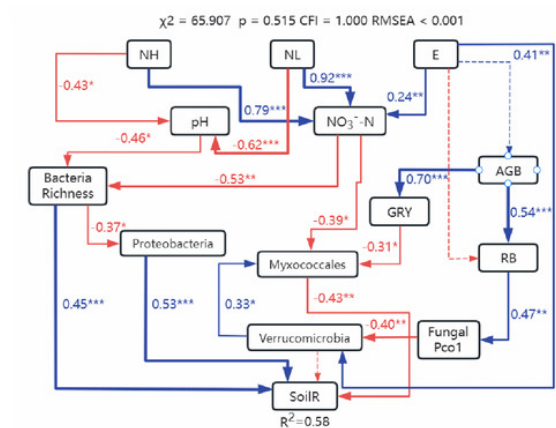 χ2 = 65.907 p = 0.515 CFI = 1.000 RMSEA < 0.001
NH
NL
E
0.41**
-0.43*
0.92***
0.24**
0.79***
pH
NO₃⁻-N
-0.46*
-0.62***
Bacteria
Richness
-0.53**
0.70***
AGB
GRY
0.54***
-0.37*
-0.39*
Proteobacteria
-0.31*
Myxococcales
RB
0.45***
0.53***
0.33*
-0.43**
0.47**
Verrucomicrobia
-0.40**
Fungal
Pco1
SoilR
R²=0.58